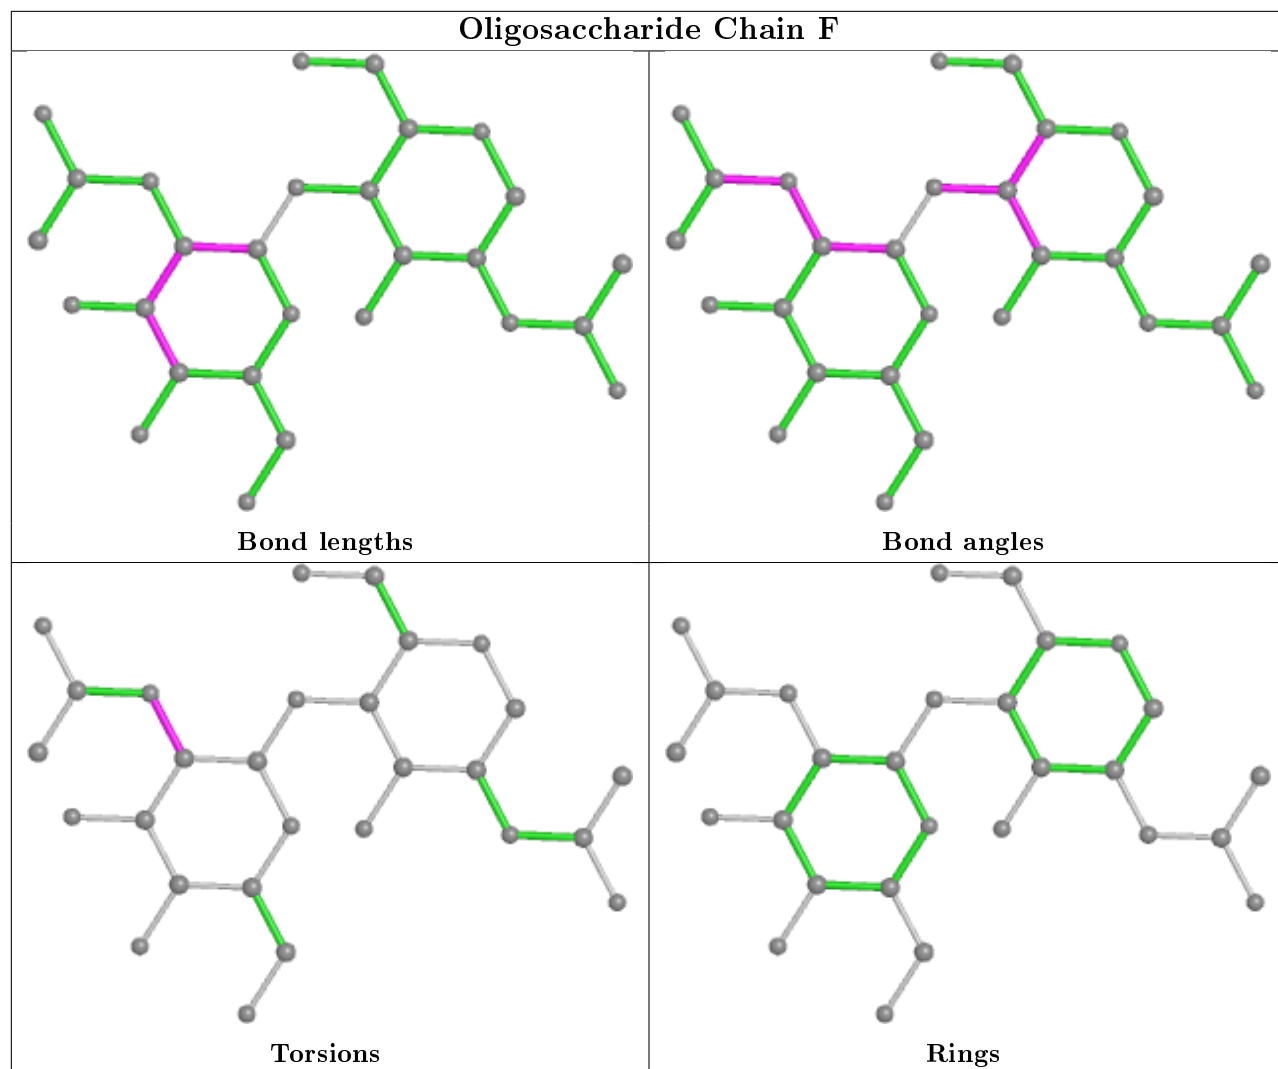 Oligosaccharide Chain F
Bond lengths
Bond angles
Torsions
Rings